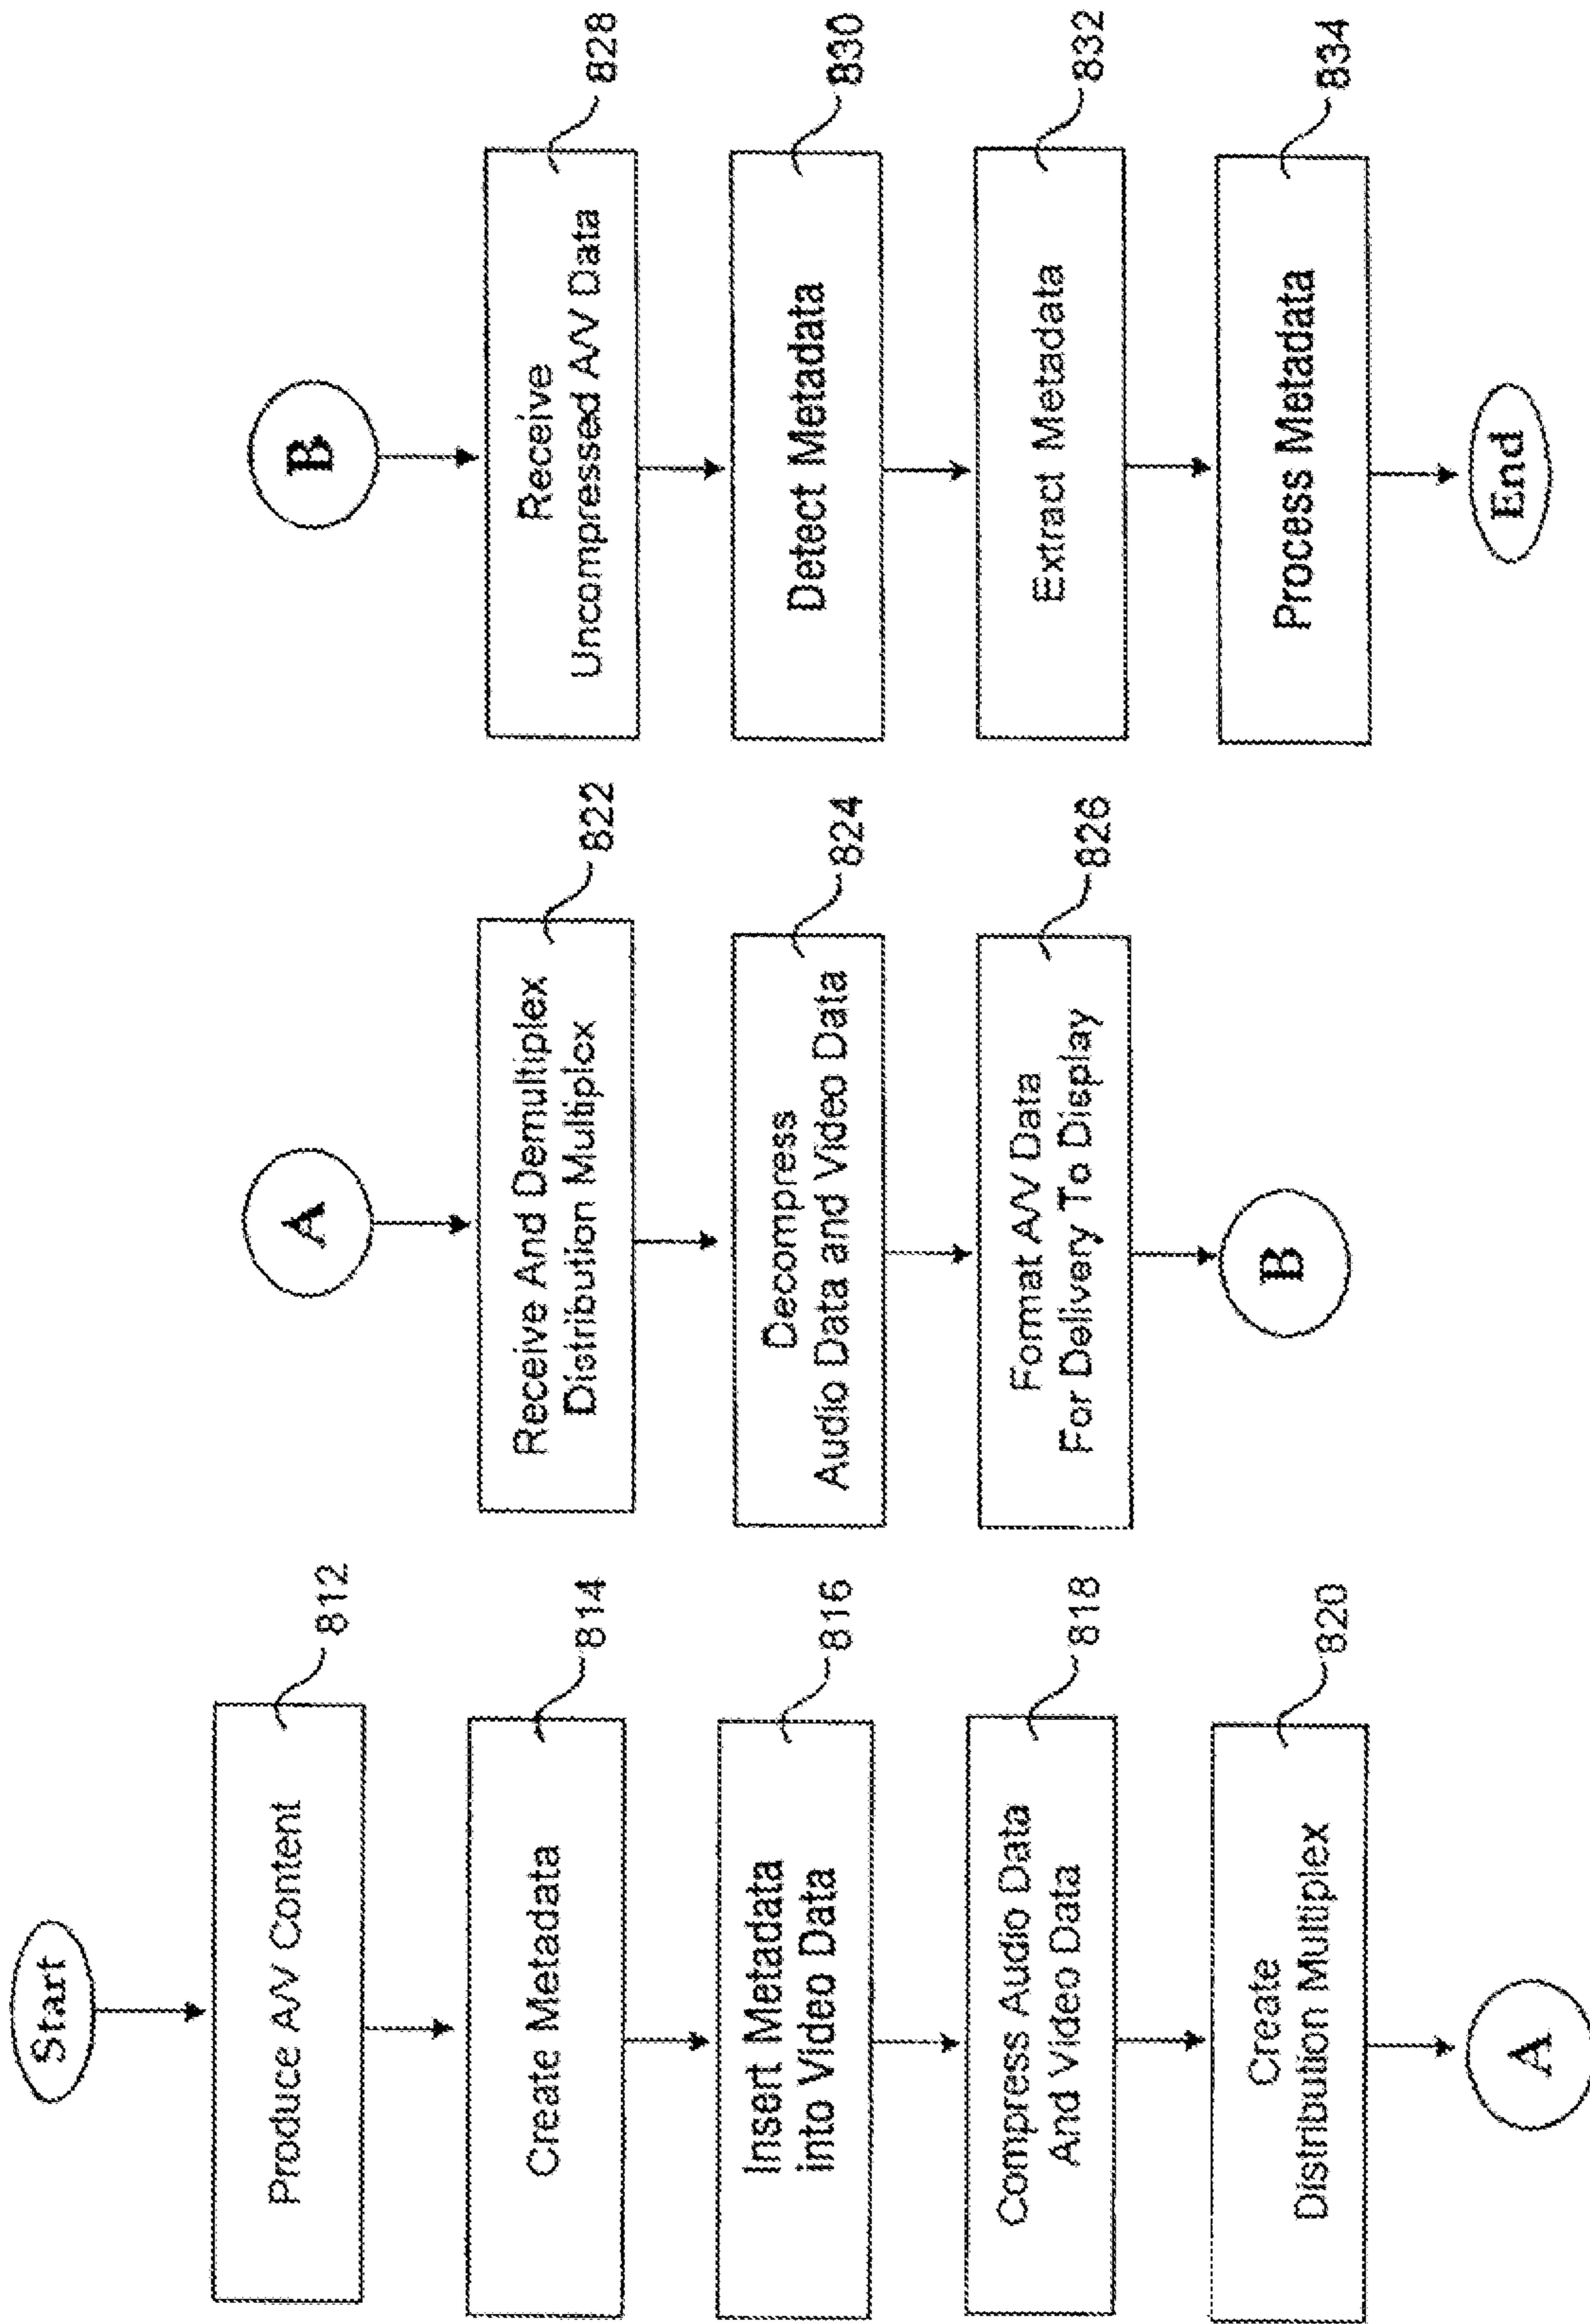 Start
Produce A/V Content
812
Create Metadata
814
Insert Metadata
into Video Data
816
Compress Audio Data
And Video Data
818
Create
Distribution Multiplex
820
A
A
Receive And Demultiplex
Distribution Multiplex
822
Decompress
Audio Data and Video Data
824
Format A/V Data
For Delivery To Display
826
B
B
Receive
Uncompressed A/V Data
828
Detect Metadata
830
Extract Metadata
832
Process Metadata
834
End